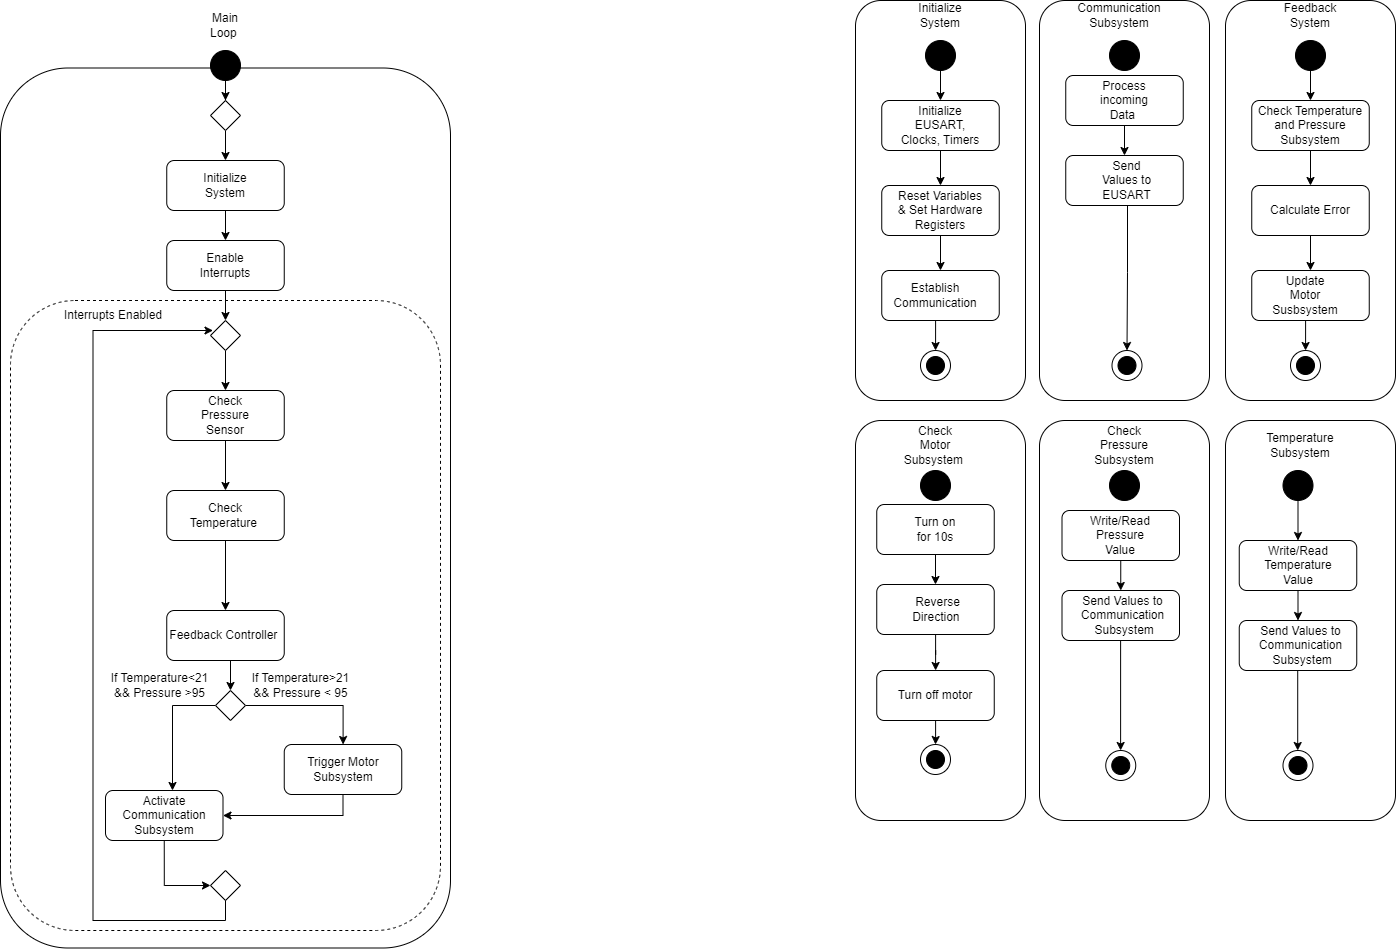 Main
Loop
Initialize
System
Enable
Interrupts
Interrupts Enabled
Check
Pressure
Sensor
Check
Temperature
Feedback Controller
If Temperature<21
&& Pressure >95
If Temperature>21
&& Pressure < 95
Trigger Motor
Subsystem
Activate
Communication
Subsystem
Initialize
System
Initialize
EUSART,
Clocks, Timers
Reset Variables
& Set Hardware
Registers
Establish
Communication
Communication
Subsystem
Process
incoming
Data
Send
Values to
EUSART
Feedback
System
Check Temperature
and Pressure
Subsystem
Calculate Error
Update
Motor
Susbsystem
Check
Motor
Subsystem
Turn on
for 10s
Reverse
Direction
Turn off motor
Check
Pressure
Subsystem
Write/Read
Pressure
Value
Send Values to
Communication
Subsystem
Temperature
Subsystem
Write/Read
Temperature
Value
Send Values to
Communication
Subsystem